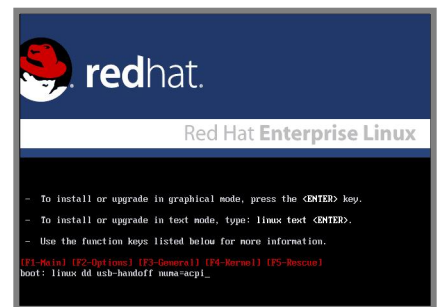 redhat.
Red Hat Enterprise Linux
- To install or upgrade in graphical mode, press the <ENTER> key.
- To install or upgrade in text mode, type: linux text <ENTER>.
- Use the function keys listed below for more information.
[F1-Main] [F2-Options] [F3-General] [F4-Kernel] [F5-Rescue]
boot: linux dd usb-handoff numa=acpi_